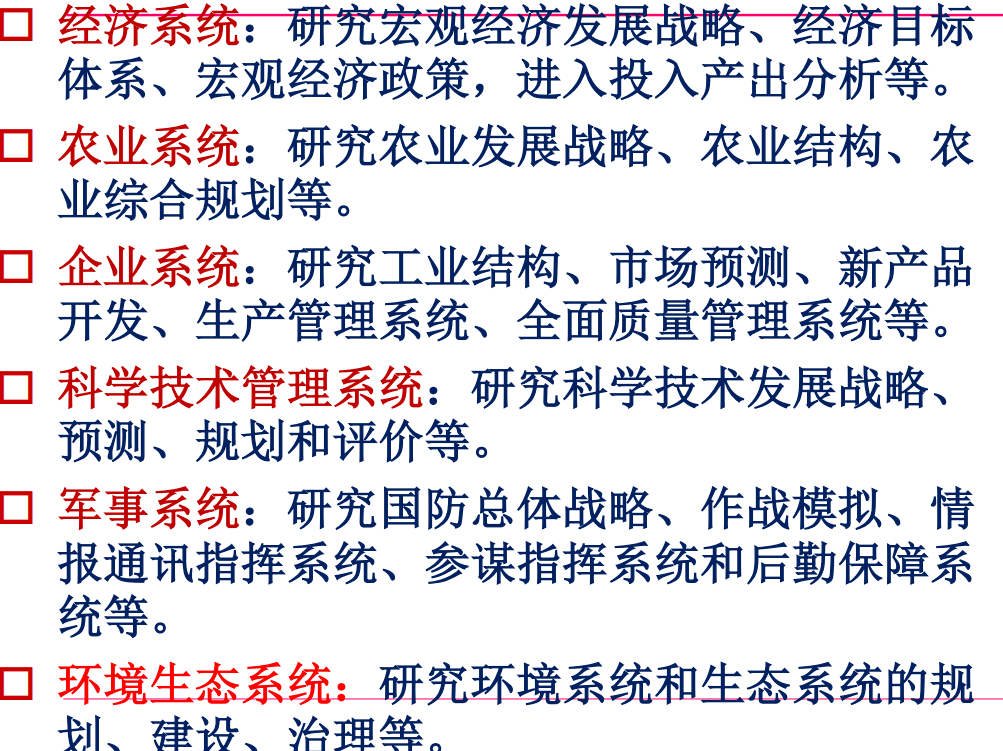 经济系统：研究宏观经济发展战略、经济目标
体系、宏观经济政策，进入投入产出分析等。
农业系统：研究农业发展战略、农业结构、农
业综合规划等。
企业系统：研究工业结构、市场预测、新产品
开发、生产管理系统、全面质量管理系统等。
科学技术管理系统：研究科学技术发展战略、
预测、规划和评价等。
军事系统：研究国防总体战略、作战模拟、情
报通讯指挥系统、参谋指挥系统和后勤保障系
统等。
环境生态系统：研究环境系统和生态系统的规
划、建设、治理等。